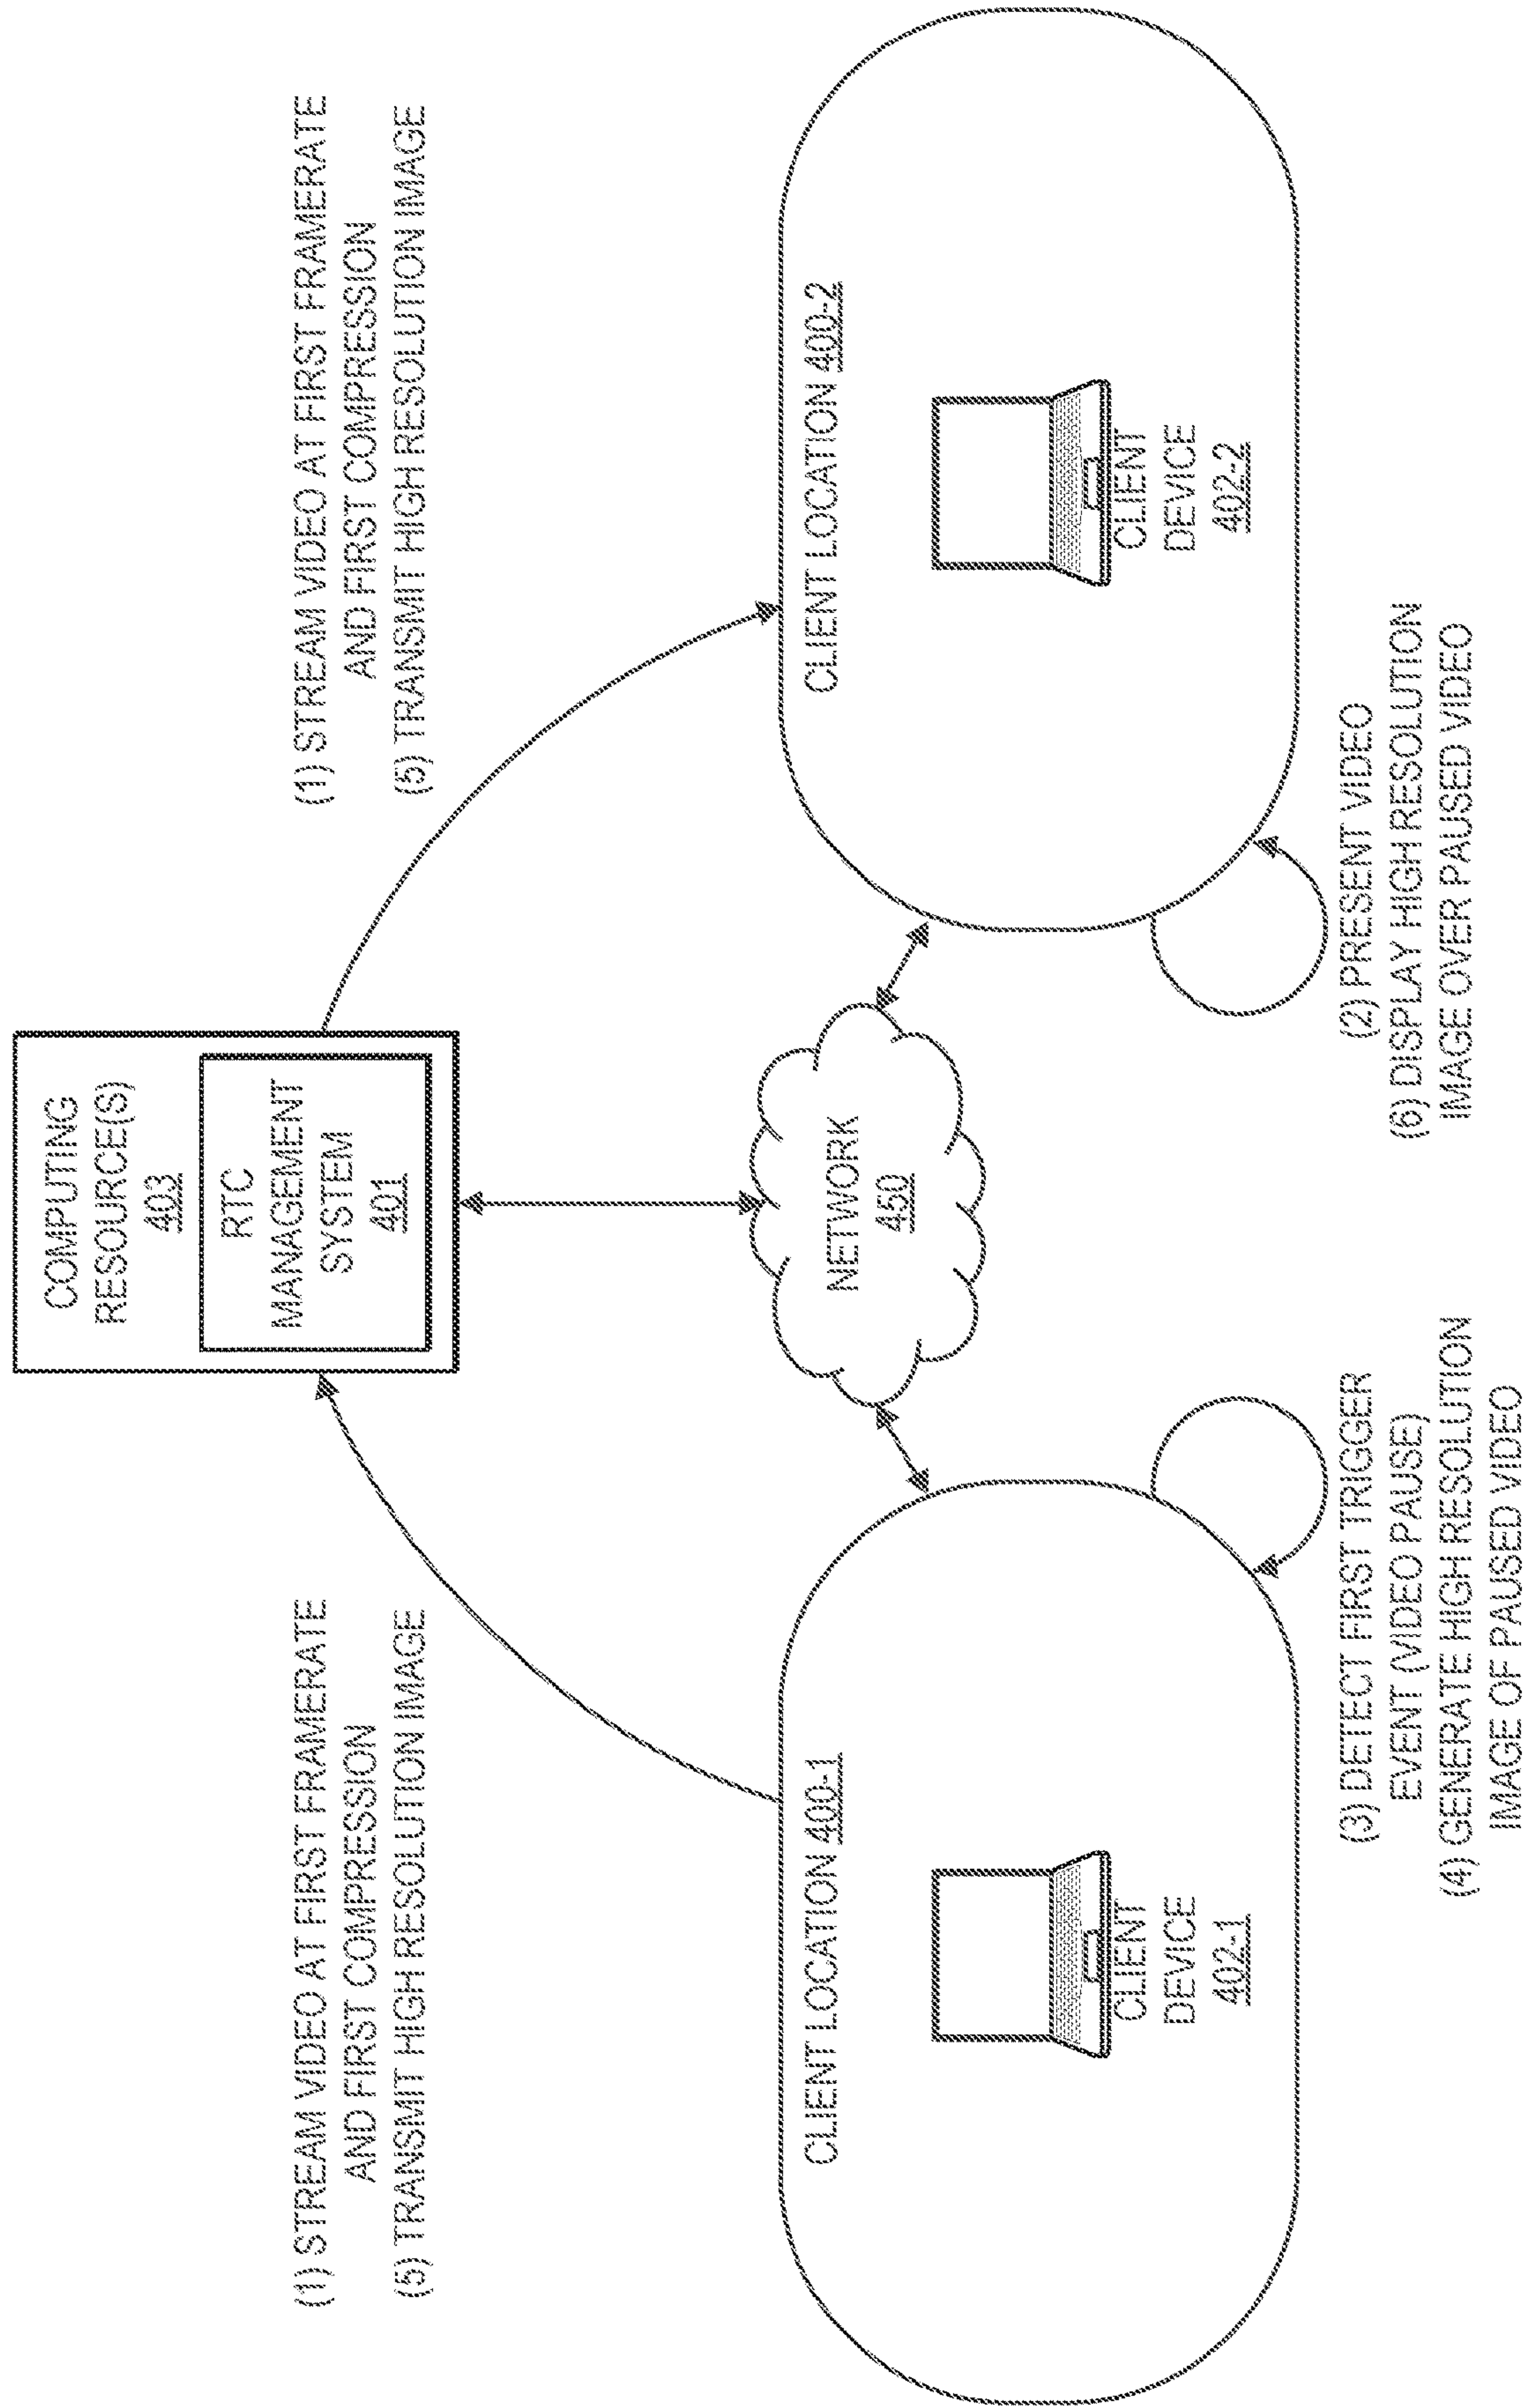 COMPUTING
RESOURCE(S)
403
RTC
MANAGEMENT
SYSTEM
401
(1) STREAM VIDEO AT FIRST FRAMERATE
AND FIRST COMPRESSION
(5) TRANSMIT HIGH RESOLUTION IMAGE
(1) STREAM VIDEO AT FIRST FRAMERATE
AND FIRST COMPRESSION
(5) TRANSMIT HIGH RESOLUTION IMAGE
CLIENT LOCATION 400-1
CLIENT
DEVICE
402-1
NETWORK
450
CLIENT LOCATION 400-2
CLIENT
DEVICE
402-2
(3) DETECT FIRST TRIGGER
EVENT (VIDEO PAUSE)
(4) GENERATE HIGH RESOLUTION
IMAGE OF PAUSED VIDEO
(2) PRESENT VIDEO
(6) DISPLAY HIGH RESOLUTION
IMAGE OVER PAUSED VIDEO